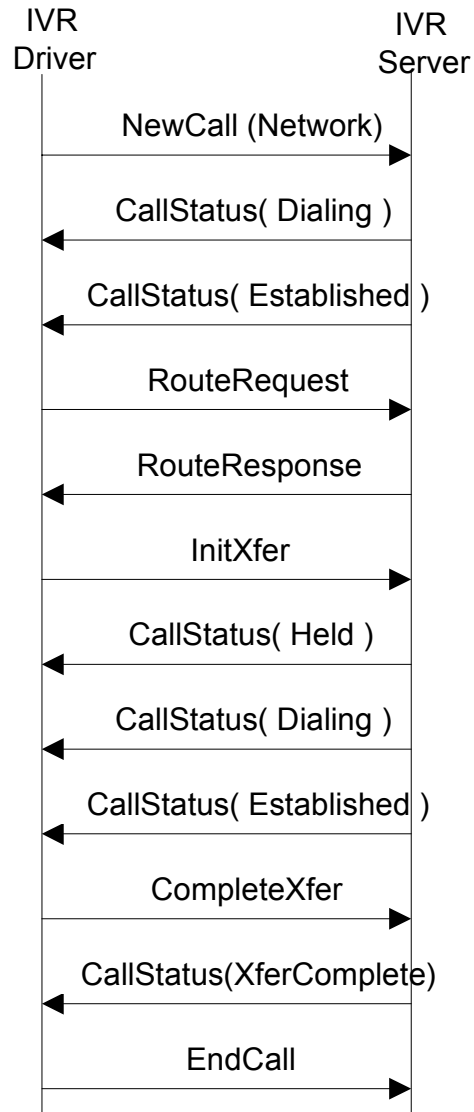 IVR
Driver
IVR
Server
NewCall (Network)
CallStatus( Dialing )
CallStatus( Established )
RouteRequest
RouteResponse
InitXfer
CallStatus( Held )
CallStatus( Dialing )
CallStatus( Established )
CompleteXfer
CallStatus(XferComplete)
EndCall